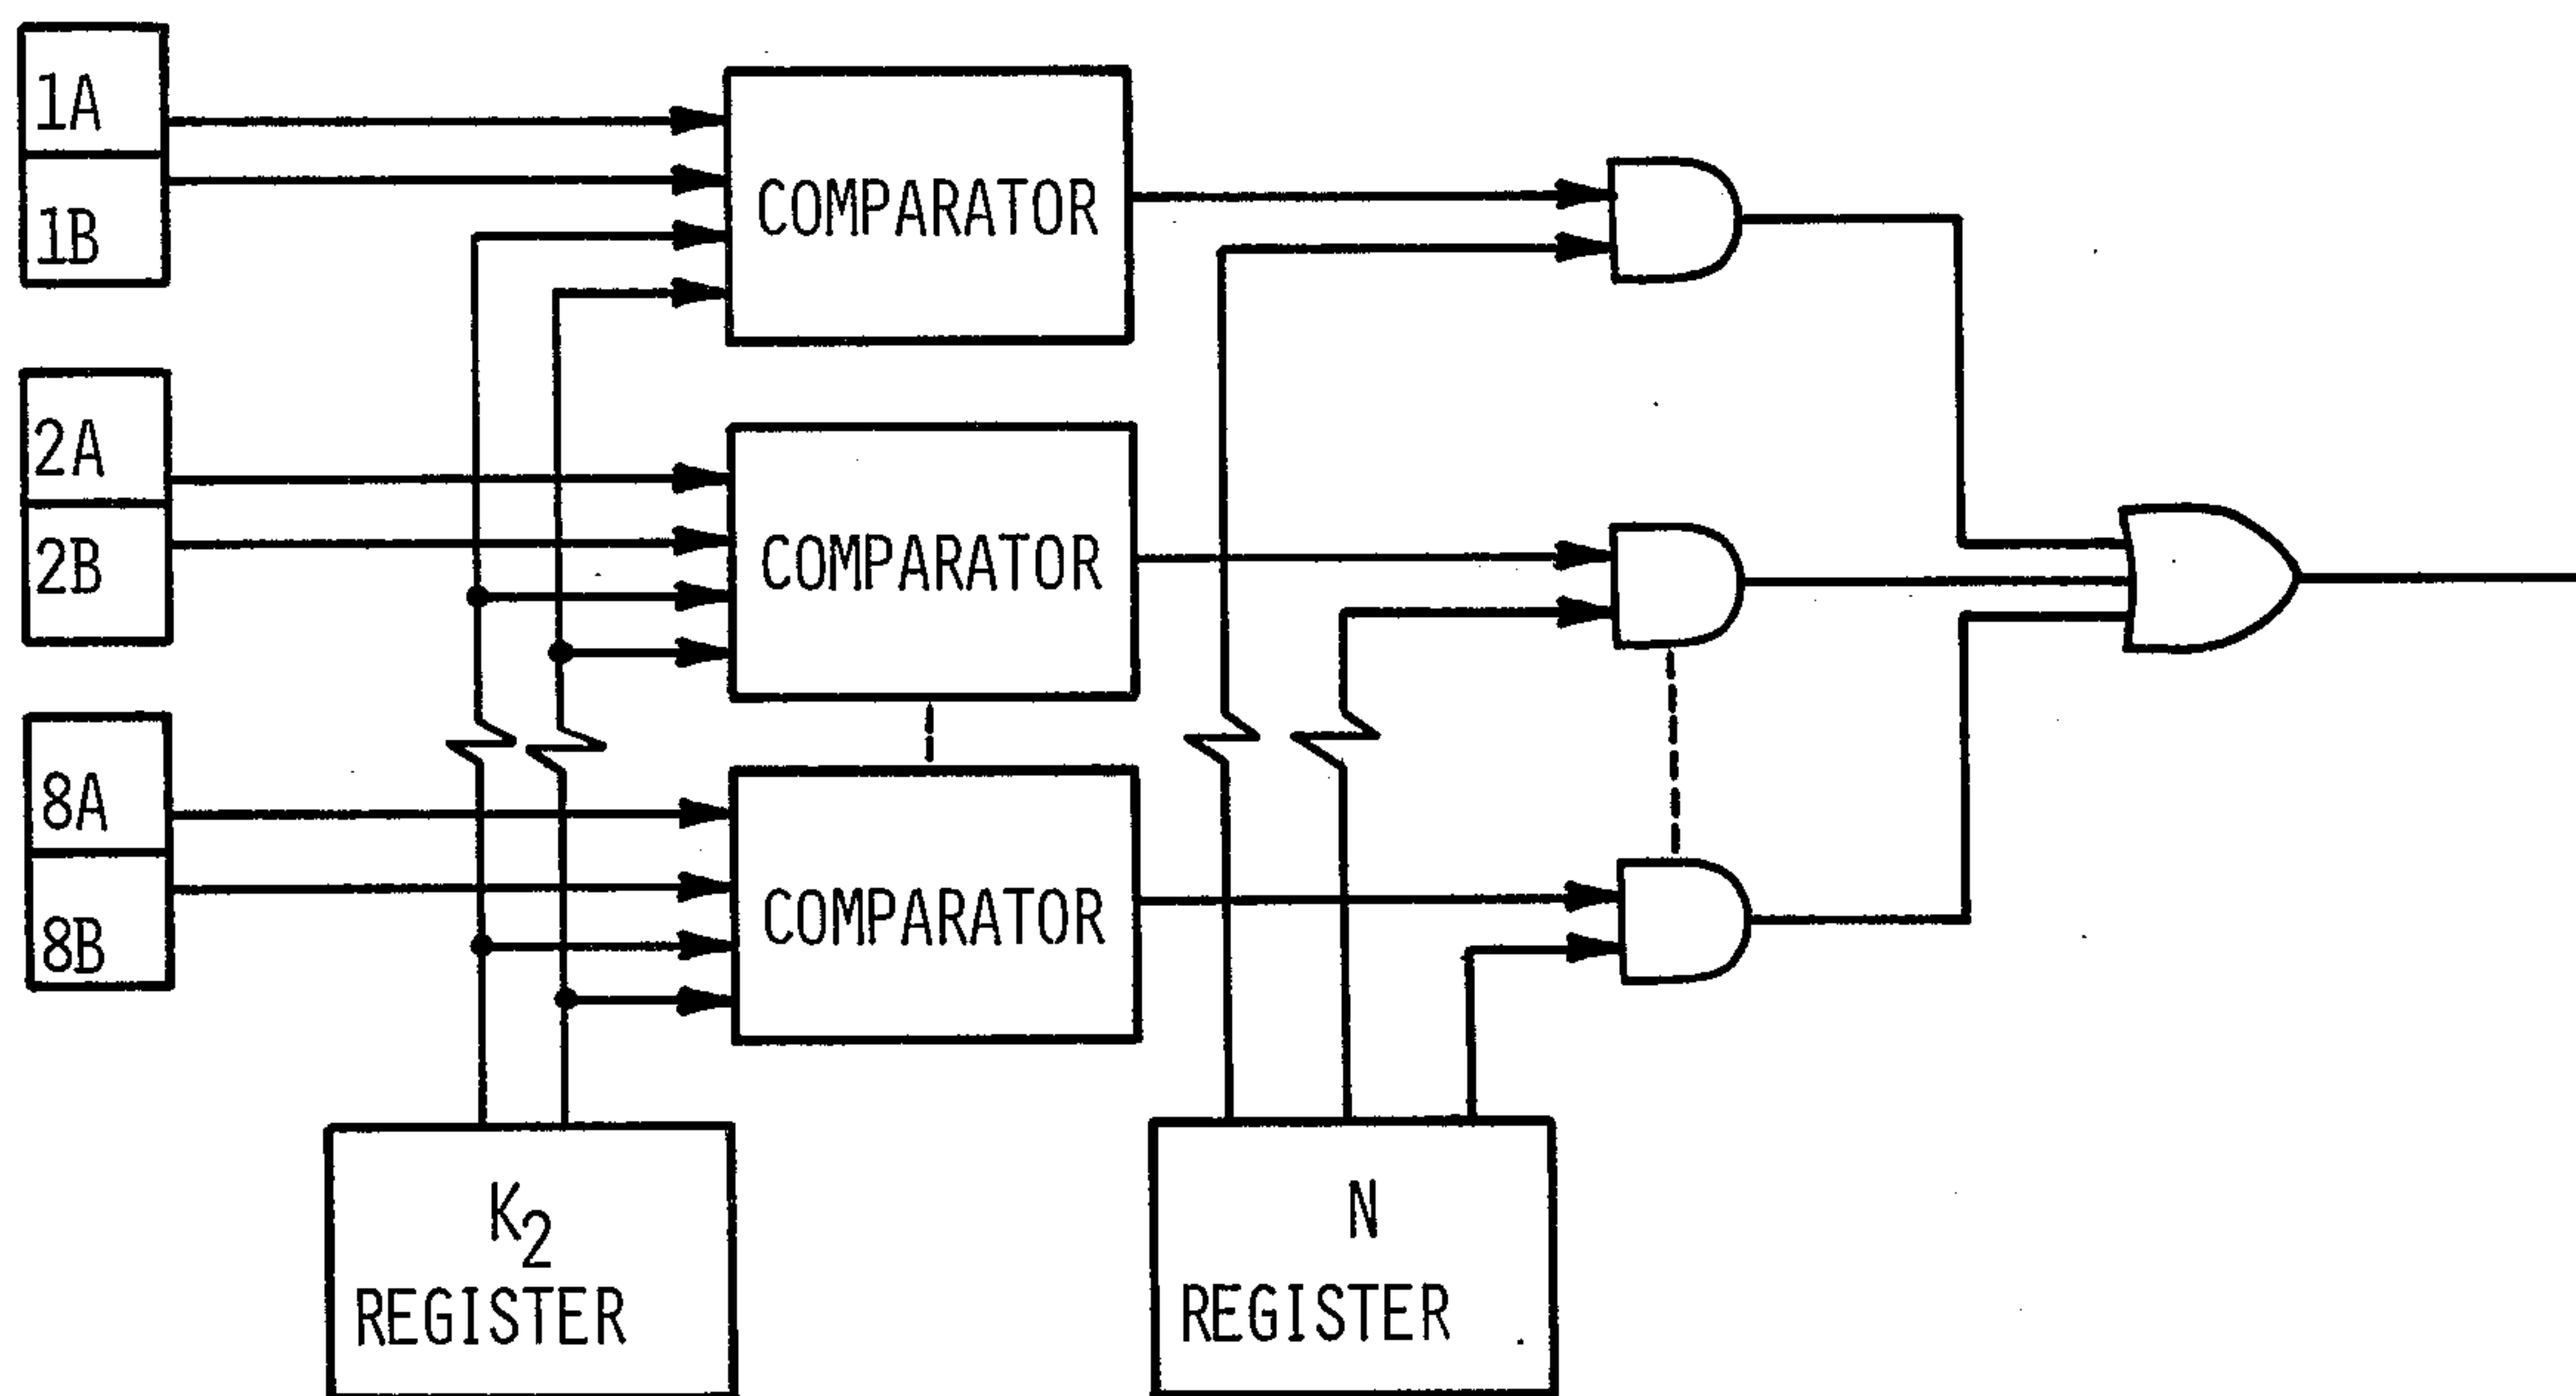 1A
1B
COMPARATOR
2A
2B
COMPARATOR
8A
8B
COMPARATOR
K2
REGISTER
N
REGISTER